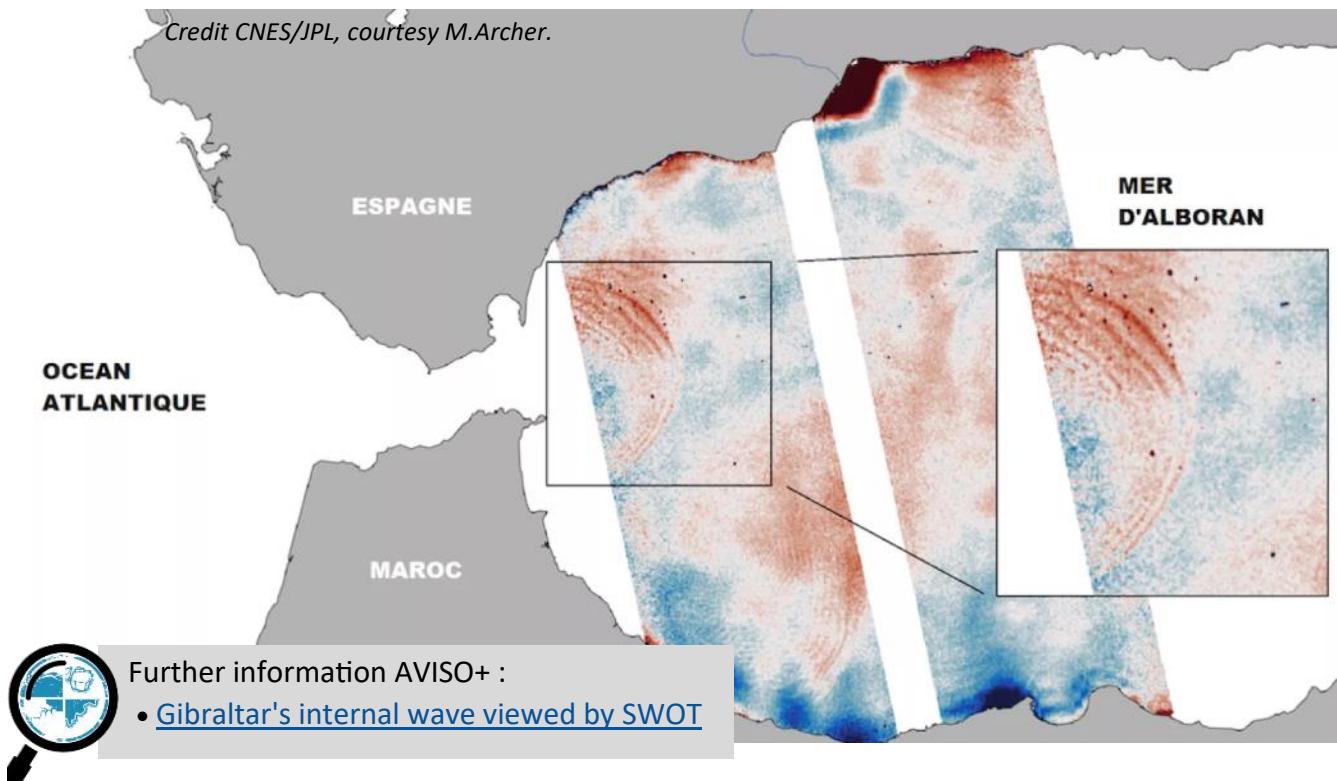 Credit CNES/JPL, courtesy M.Archer.
ESPAGNE
MER
D'ALBORAN
OCEAN
ATLANTIQUE
MAROC
Further information AVISO+ :
• Gibraltar's internal wave viewed by SWOT